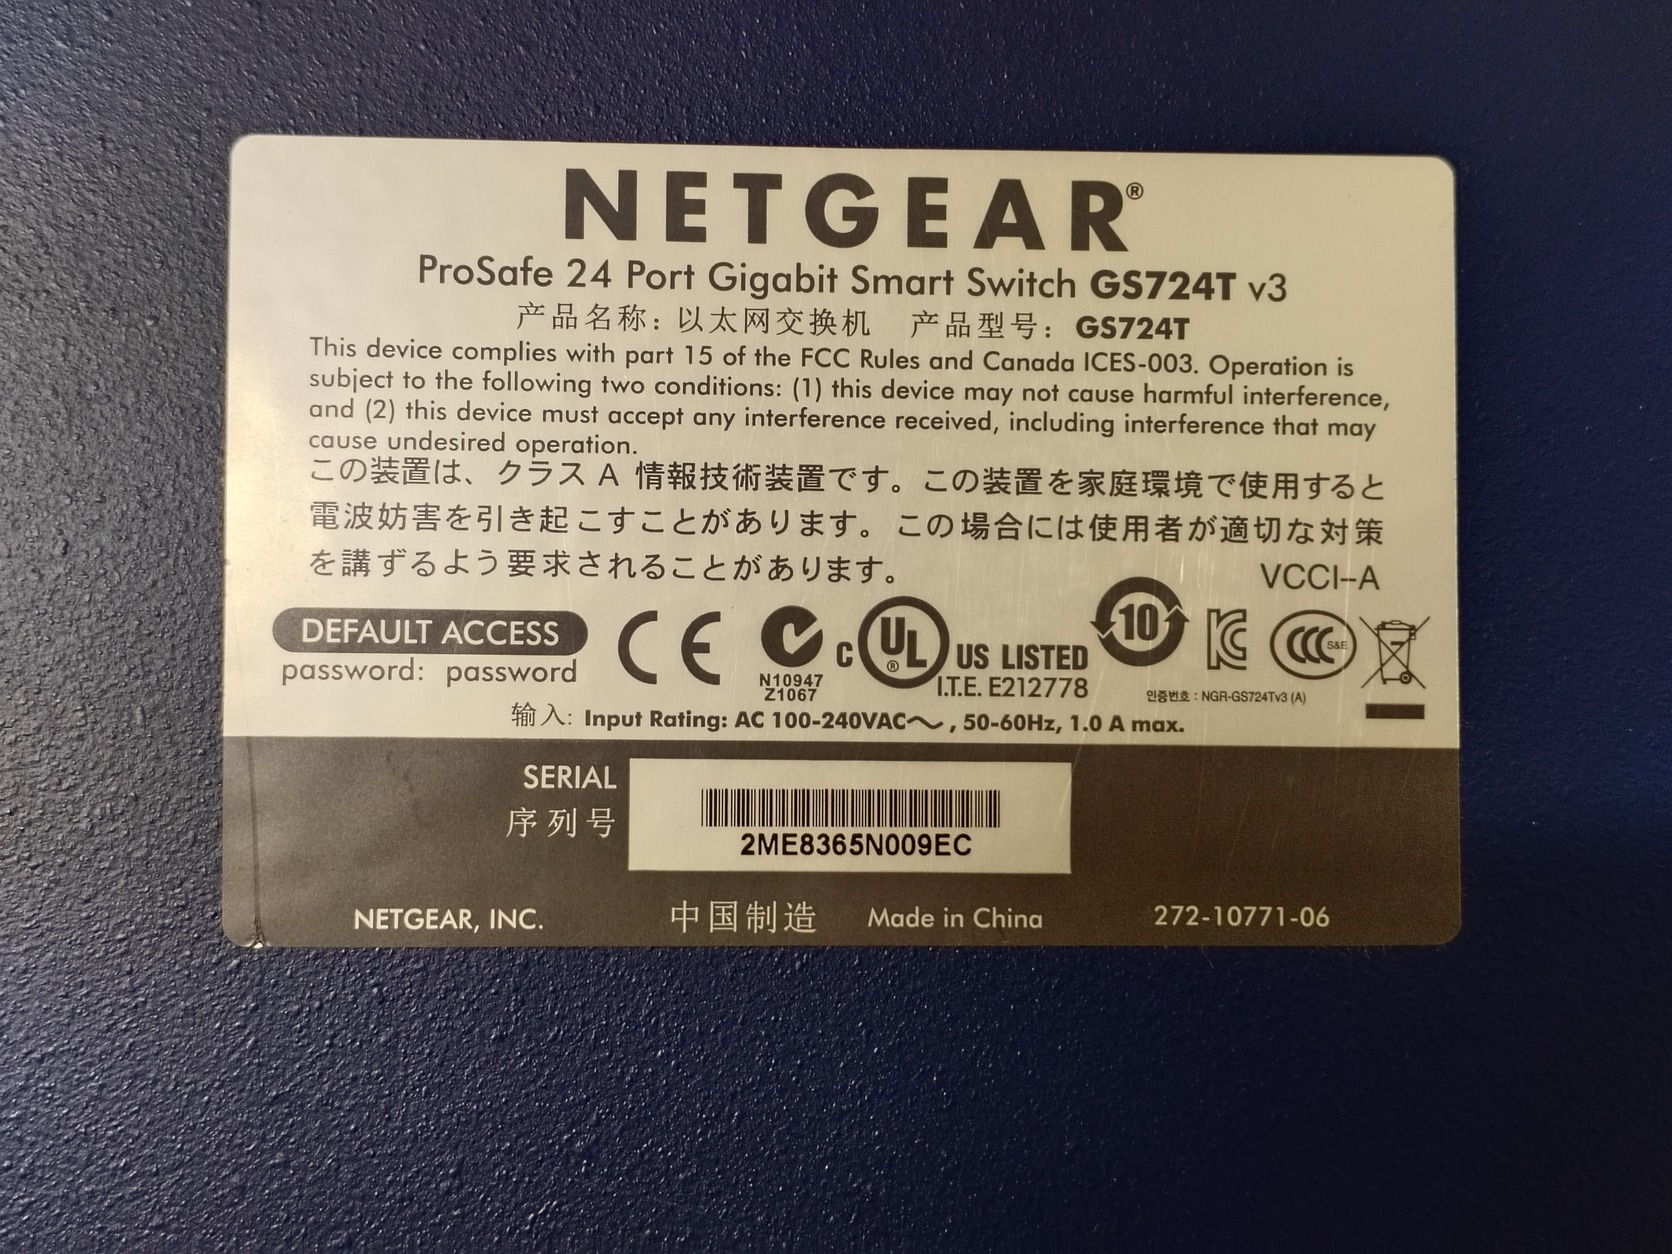 NETGEAR®
ProSafe 24 Port Gigabit Smart Switch GS724T v3
产品名称: 以太网交换机 产品型号: GS724T
This device complies with part 15 of the FCC Rules and Canada ICES-003. Operation is
subject to the following two conditions: (1) this device may not cause harmful interference,
and (2) this device must accept any interference received, including interference that may
cause undesired operation.
この装置は、クラス A 情報技術装置です。この装置を家庭環境で使用すると
電波妨害を引き起こすことがあります。この場合には使用者が適切な対策
を講ずるよう要求されることがあります。
VCCI-A
DEFAULT ACCESS
password: password
CE
N10947
Z1067
C UL® US LISTED
I.T.E. E212778
10
KC
CCC S&E
인증번호 : NGR-GS724Tv3 (A)
输入: Input Rating: AC 100-240VAC～, 50-60Hz, 1.0 A max.
SERIAL
序列号
2ME8365N009EC
NETGEAR, INC. 中国制造 Made in China 272-10771-06